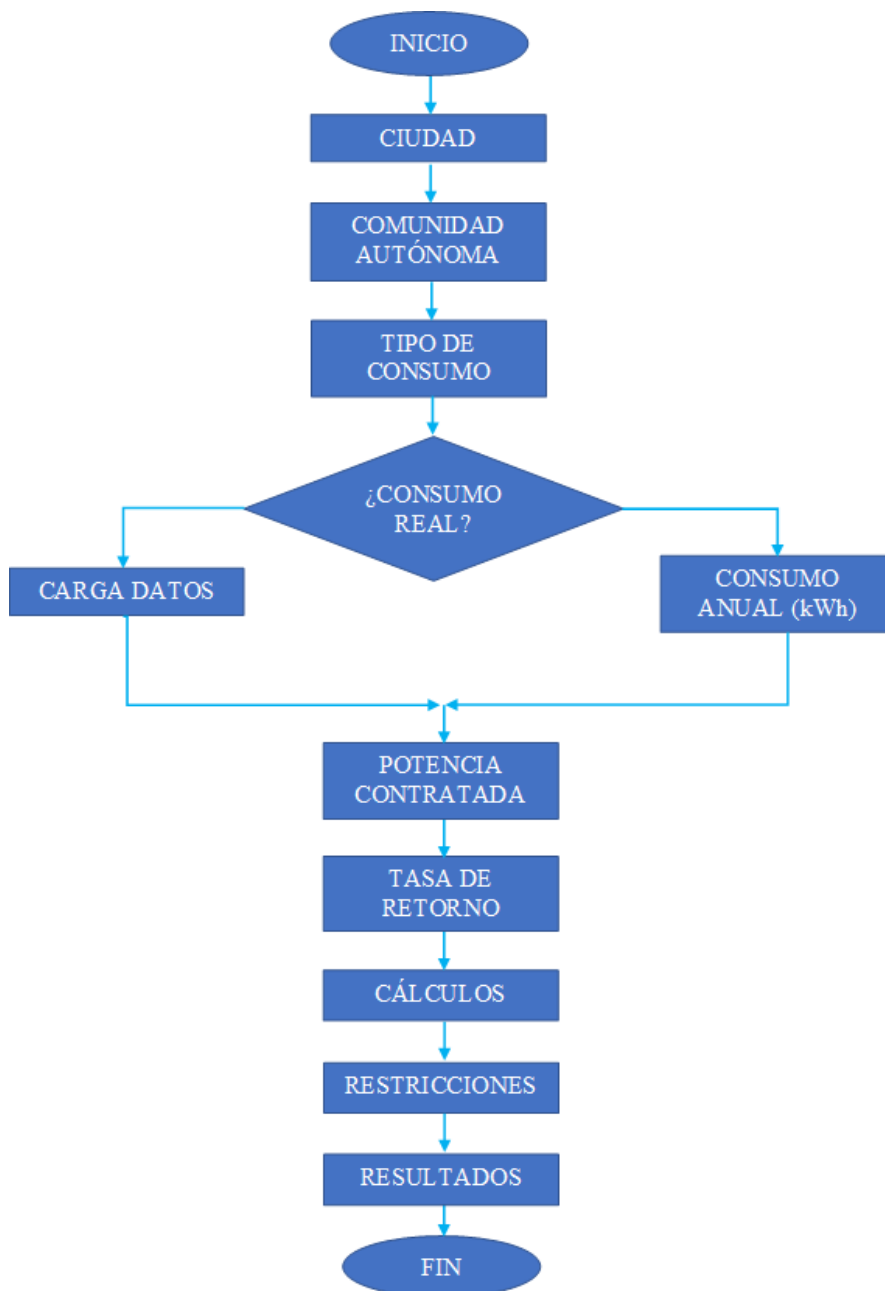 INICIO
CIUDAD
COMUNIDAD
AUTÓNOMA
TIPO DE
CONSUMO
¿CONSUMO
REAL?
CARGA DATOS
CONSUMO
ANUAL (kWh)
POTENCIA
CONTRATADA
TASA DE
RETORNO
CÁLCULOS
RESTRICCIONES
RESULTADOS
FIN